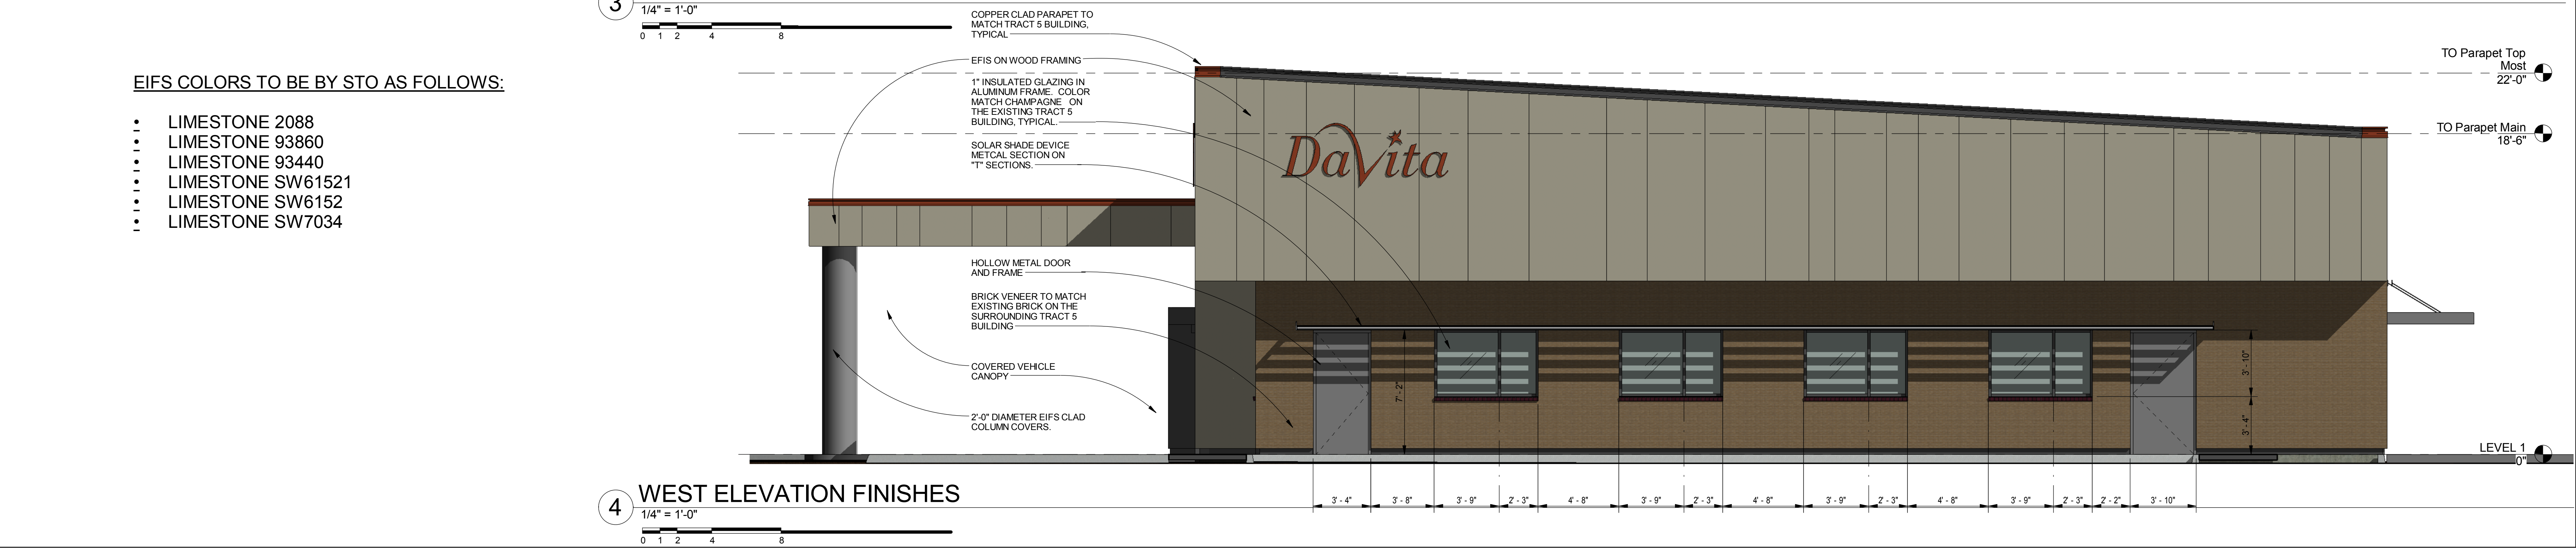 3
1/4" = 1'-0"
0 1 2 4 8
EIFS COLORS TO BE BY STO AS FOLLOWS:
• LIMESTONE 2088
• LIMESTONE 93860
• LIMESTONE 93440
• LIMESTONE SW61521
• LIMESTONE SW6152
• LIMESTONE SW7034
COPPER CLAD PARAPET TO
MATCH TRACT 5 BUILDING,
TYPICAL
EFIS ON WOOD FRAMING
1" INSULATED GLAZING IN
ALUMINUM FRAME. COLOR
MATCH CHAMPAGNE ON
THE EXISTING TRACT 5
BUILDING, TYPICAL.
SOLAR SHADE DEVICE
METCAL SECTION ON
"T" SECTIONS.
HOLLOW METAL DOOR
AND FRAME
BRICK VENEER TO MATCH
EXISTING BRICK ON THE
SURROUNDING TRACT 5
BUILDING
COVERED VEHICLE
CANOPY
2'-0" DIAMETER EIFS CLAD
COLUMN COVERS.
DaVita
TO Parapet Top
Most
22'-0"
TO Parapet Main
18'-6"
LEVEL 1
0"
7' - 2"
3' - 10"
3' - 4"
3' - 4" 3' - 8" 3' - 9" 2' - 3" 4' - 8" 3' - 9" 2' - 3" 4' - 8" 3' - 9" 2' - 3" 4' - 8" 3' - 9" 2' - 3" 2' - 2" 3' - 10"
4
WEST ELEVATION FINISHES
1/4" = 1'-0"
0 1 2 4 8